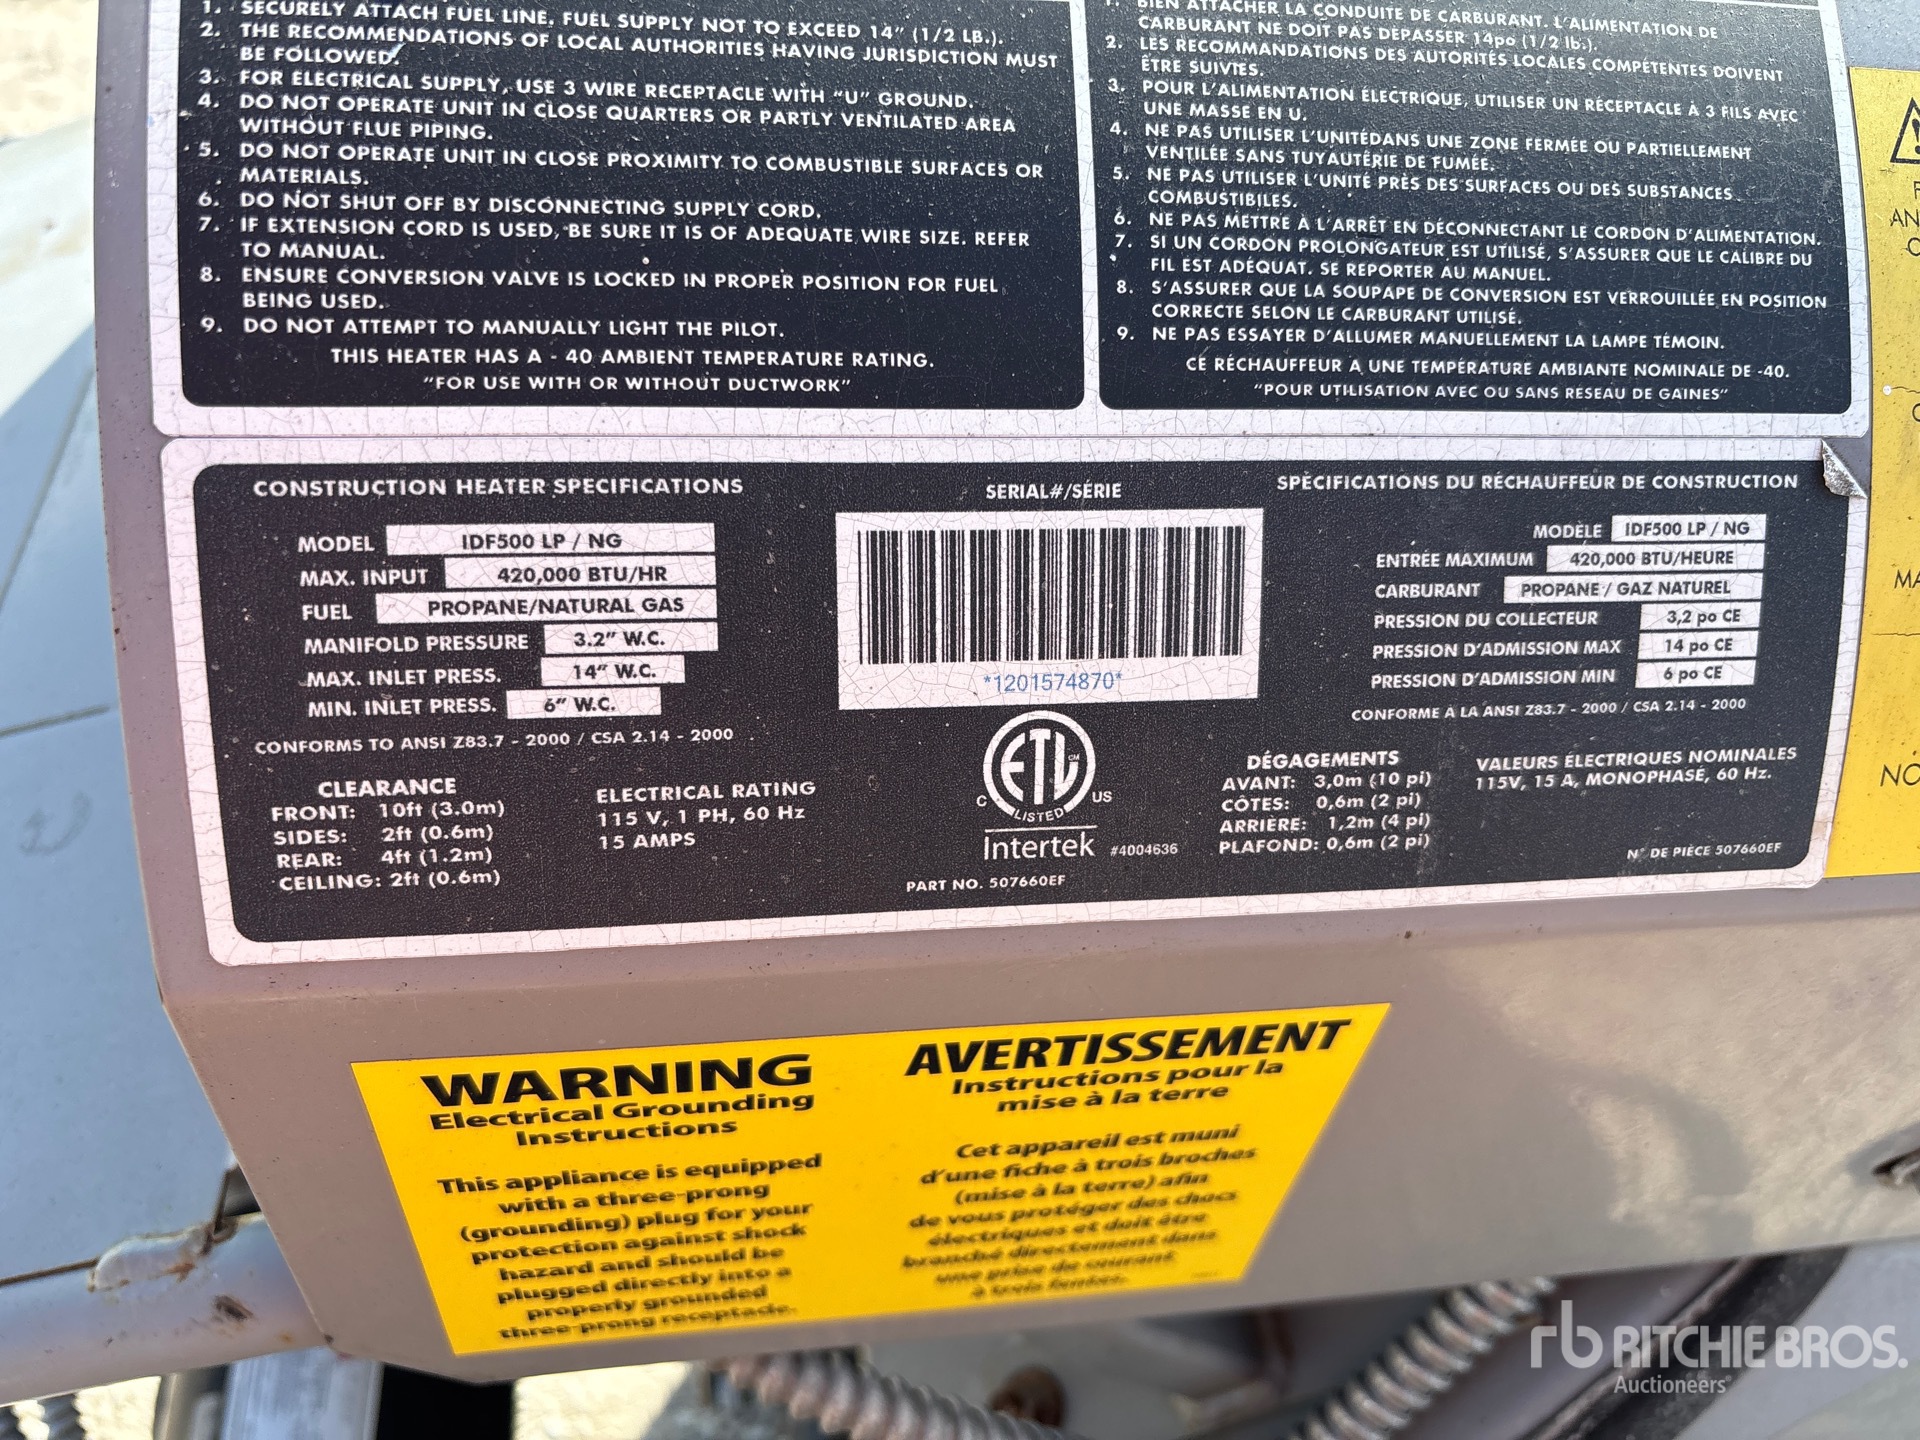 1. SECURELY ATTACH FUEL LINE. FUEL SUPPLY NOT TO EXCEED 14" (1/2 LB.).
2. THE RECOMMENDATIONS OF LOCAL AUTHORITIES HAVING JURISDICTION MUST
BE FOLLOWED.
3. FOR ELECTRICAL SUPPLY, USE 3 WIRE RECEPTACLE WITH "U" GROUND.
4. DO NOT OPERATE UNIT IN CLOSE QUARTERS OR PARTLY VENTILATED AREA
WITHOUT FLUE PIPING.
5. DO NOT OPERATE UNIT IN CLOSE PROXIMITY TO COMBUSTIBLE SURFACES OR
MATERIALS.
6. DO NOT SHUT OFF BY DISCONNECTING SUPPLY CORD.
7. IF EXTENSION CORD IS USED, BE SURE IT IS OF ADEQUATE WIRE SIZE. REFER
TO MANUAL.
8. ENSURE CONVERSION VALVE IS LOCKED IN PROPER POSITION FOR FUEL
BEING USED.
9. DO NOT ATTEMPT TO MANUALLY LIGHT THE PILOT.
THIS HEATER HAS A - 40 AMBIENT TEMPERATURE RATING.
"FOR USE WITH OR WITHOUT DUCTWORK"
1. BIEN ATTACHER LA CONDUITE DE CARBURANT. L'ALIMENTATION DE
CARBURANT NE DOIT PAS DÉPASSER 14po (1/2 lb.).
2. LES RECOMMANDATIONS DES AUTORITÉS LOCALES COMPÉTENTES DOIVENT
ÊTRE SUIVIES.
3. POUR L'ALIMENTATION ÉLECTRIQUE, UTILISER UN RÉCEPTACLE À 3 FILS AVEC
UNE MASSE EN U.
4. NE PAS UTILISER L'UNITÉDANS UNE ZONE FERMÉE OU PARTIELLEMENT
VENTILÉE SANS TUYAUTERIE DE FUMÉE.
5. NE PAS UTILISER L'UNITÉ PRÈS DES SURFACES OU DES SUBSTANCES
COMBUSTIBILES.
6. NE PAS METTRE À L'ARRÊT EN DÉCONNECTANT LE CORDON D'ALIMENTATION.
7. SI UN CORDON PROLONGATEUR EST UTILISÉ, S'ASSURER QUE LE CALIBRE DU
FIL EST ADÉQUAT. SE REPORTER AU MANUEL.
8. S'ASSURER QUE LA SOUPAPE DE CONVERSION EST VERROUILLÉE EN POSITION
CORRECTE SELON LE CARBURANT UTILISÉ.
9. NE PAS ESSAYER D'ALLUMER MANUELLEMENT LA LAMPE TÉMOIN.
CE RÉCHAUFFEUR A UNE TEMPÉRATURE AMBIANTE NOMINALE DE -40.
"POUR UTILISATION AVEC OU SANS RÉSEAU DE GAINES"
CONSTRUCTION HEATER SPECIFICATIONS
MODEL IDF500 LP / NG
MAX. INPUT 420,000 BTU/HR
FUEL PROPANE/NATURAL GAS
MANIFOLD PRESSURE 3.2" W.C.
MAX. INLET PRESS. 14" W.C.
MIN. INLET PRESS. 6" W.C.
CONFORMS TO ANSI Z83.7 - 2000 / CSA 2.14 - 2000
CLEARANCE
FRONT: 10ft (3.0m)
SIDES: 2ft (0.6m)
REAR: 4ft (1.2m)
CEILING: 2ft (0.6m)
ELECTRICAL RATING
115 V, 1 PH, 60 Hz
15 AMPS
SERIAL#/SÉRIE
*1201574870*
ETL CM
C LISTED US
Intertek #4004636
PART NO. 507660EF
SPÉCIFICATIONS DU RÉCHAUFFEUR DE CONSTRUCTION
MODÈLE IDF500 LP / NG
ENTRÉE MAXIMUM 420,000 BTU/HEURE
CARBURANT PROPANE / GAZ NATUREL
PRESSION DU COLLECTEUR 3,2 po CE
PRESSION D'ADMISSION MAX 14 po CE
PRESSION D'ADMISSION MIN 6 po CE
CONFORME À LA ANSI Z83.7 - 2000 / CSA 2.14 - 2000
DÉGAGEMENTS
AVANT: 3,0m (10 pi)
CÔTES: 0,6m (2 pi)
ARRIÈRE: 1,2m (4 pi)
PLAFOND: 0,6m (2 pi)
VALEURS ÉLECTRIQUES NOMINALES
115V, 15 A, MONOPHASÉ, 60 Hz.
N° DE PIÈCE 507660EF
WARNING
Electrical Grounding
Instructions
This appliance is equipped
with a three-prong
(grounding) plug for your
protection against shock
hazard and should be
plugged directly into a
properly grounded
three-prong receptacle.
AVERTISSEMENT
Instructions pour la
mise à la terre
Cet appareil est muni
d'une fiche à trois broches
(mise à la terre) afin
de vous protéger des chocs
électriques et doit être
branché directement dans
une prise de courant
à trois fentes.
rb RITCHIE BROS.
Auctioneers